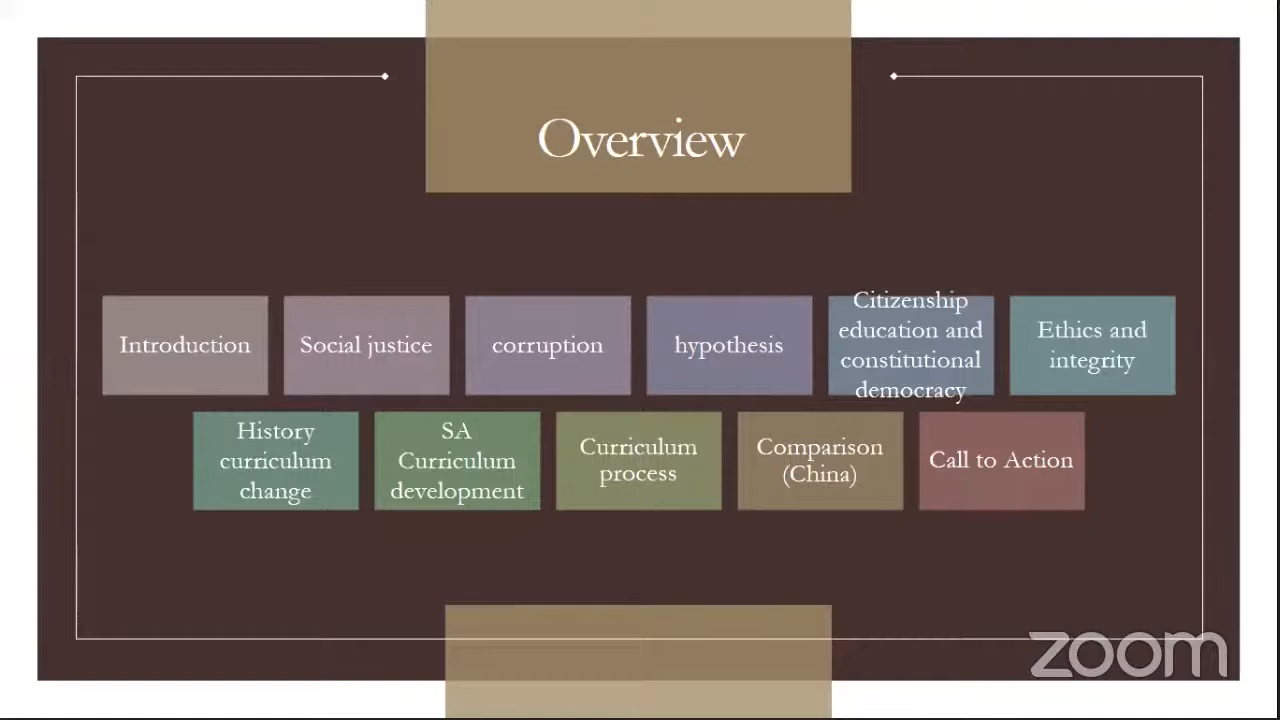 Overview
Introduction
Social justice
corruption
hypothesis
Citizenship
education and
constitutional
democracy
Ethics and
integrity
History
curriculum
change
SA
Curriculum
development
Curriculum
process
Comparison
(China)
Call to Action
zoom